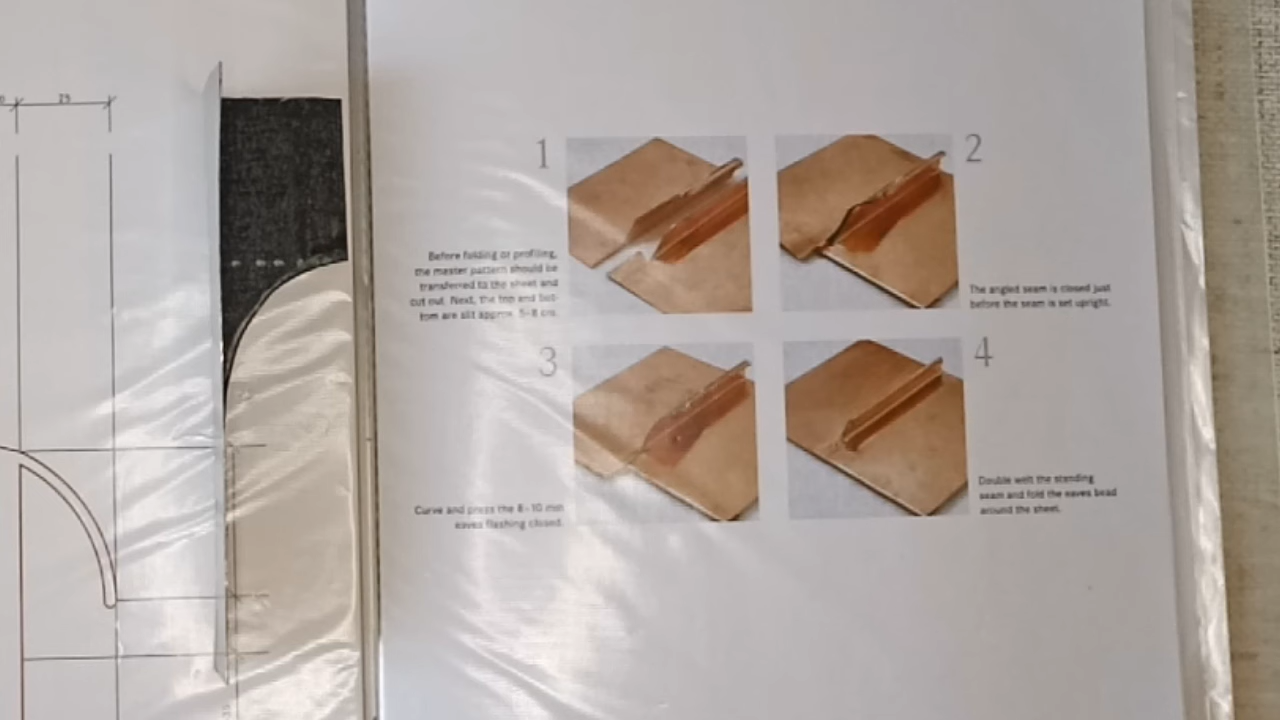 25
1
Before folding or profiling,
the master pattern should be
transferred to the sheet and
cut out. Next, the top and bot-
tom are slit approx. 5-8 cm.
2
The angled seam is closed just
before the seam is set upright.
3
Curve and press the 8-10 mm
eaves flashing closed.
4
Double welt the standing
seam and fold the eaves bead
around the sheet.